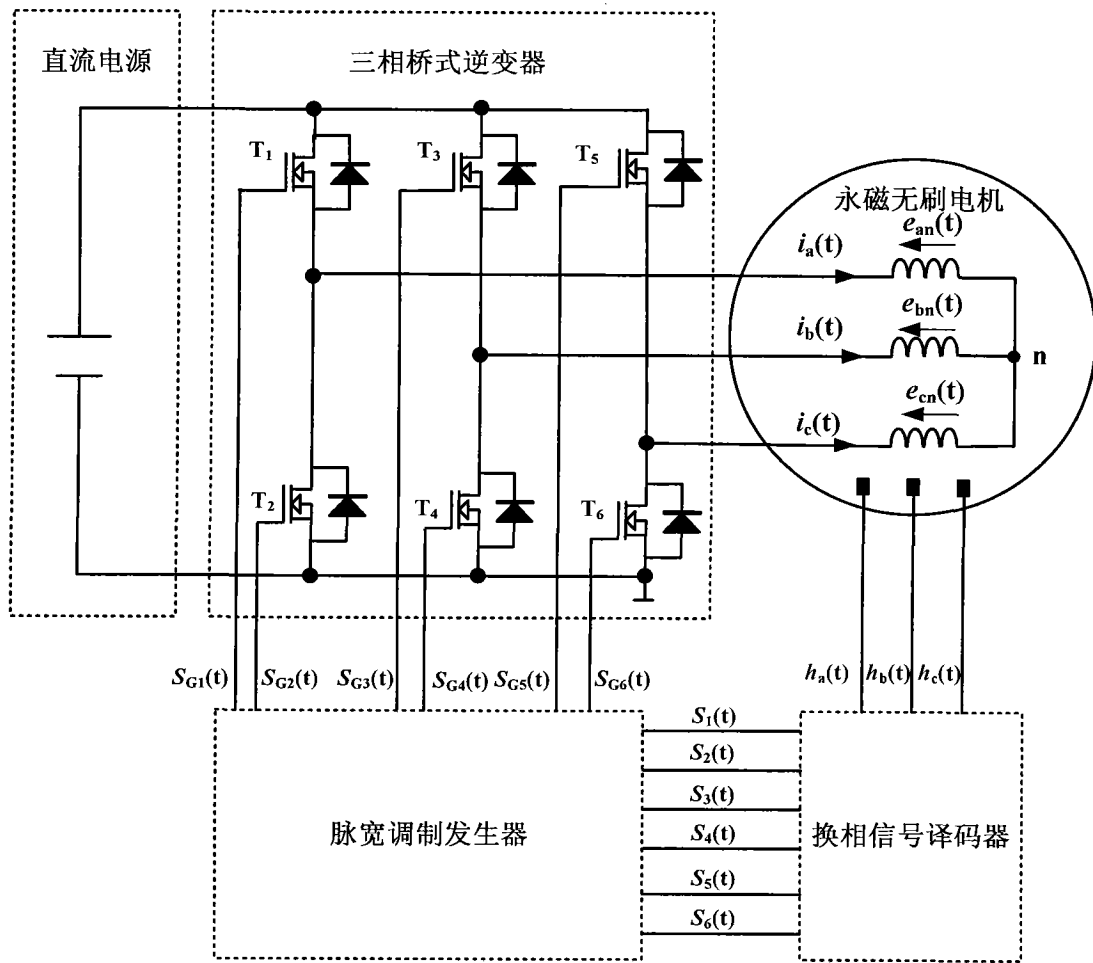 直流电源
三相桥式逆变器
T1
T3
T5
永磁无刷电机
ean(t)
ia(t)
ebn(t)
ib(t)
n
ecn(t)
ic(t)
T2
T4
T6
SG1(t)
SG2(t)
SG3(t)
SG4(t)
SG5(t)
SG6(t)
ha(t)
hb(t)
hc(t)
S1(t)
S2(t)
S3(t)
S4(t)
S5(t)
S6(t)
脉宽调制发生器
换相信号译码器